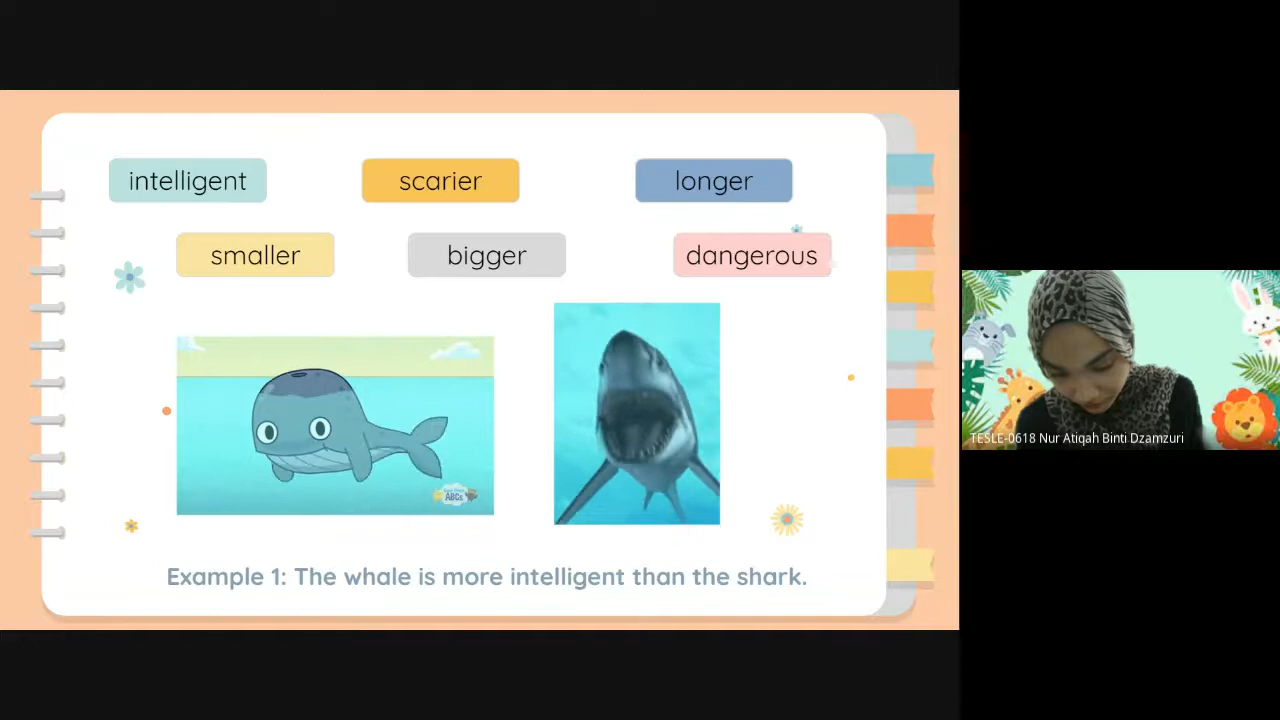 intelligent
scarier
longer
smaller
bigger
dangerous
ABCs
Example 1: The whale is more intelligent than the shark.
TESLE-0618 Nur Atiqah Binti Dzamzuri